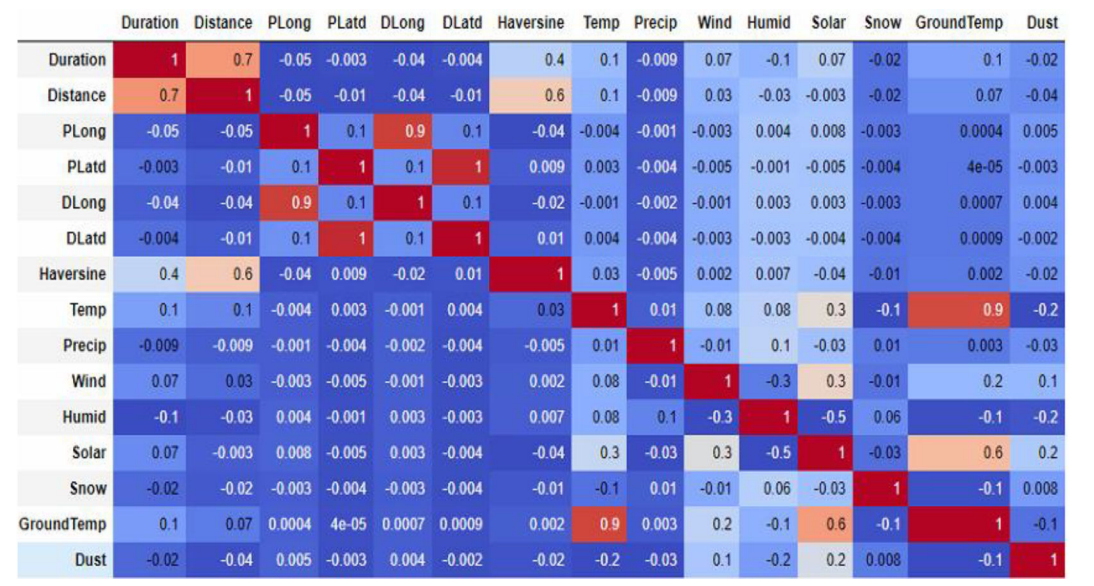 Duration Distance PLong PLatd DLong DLatd Haversine Temp Precip Wind Humid Solar Snow GroundTemp Dust
Duration 1 0.7 -0.05 -0.003 -0.04 -0.004 0.4 0.1 -0.009 0.07 -0.1 0.07 -0.02 0.1 -0.02
Distance 0.7 1 -0.05 -0.01 -0.04 -0.01 0.6 0.1 -0.009 0.03 -0.03 -0.003 -0.02 0.07 -0.04
PLong -0.05 -0.05 1 0.1 0.9 0.1 -0.04 -0.004 -0.001 -0.003 0.004 0.008 -0.003 0.0004 0.005
PLatd -0.003 -0.01 0.1 1 0.1 1 0.009 0.003 -0.004 -0.005 -0.001 -0.005 -0.004 4e-05 -0.003
DLong -0.04 -0.04 0.9 0.1 1 0.1 -0.02 -0.001 -0.002 -0.001 0.003 0.003 -0.003 0.0007 0.004
DLatd -0.004 -0.01 0.1 1 0.1 1 0.01 0.004 -0.004 -0.003 -0.003 -0.004 -0.004 0.0009 -0.002
Haversine 0.4 0.6 -0.04 0.009 -0.02 0.01 1 0.03 -0.005 0.002 0.007 -0.04 -0.01 0.002 -0.02
Temp 0.1 0.1 -0.004 0.003 -0.001 0.004 0.03 1 0.01 0.08 0.08 0.3 -0.1 0.9 -0.2
Precip -0.009 -0.009 -0.001 -0.004 -0.002 -0.004 -0.005 0.01 1 -0.01 0.1 -0.03 0.01 0.003 -0.03
Wind 0.07 0.03 -0.003 -0.005 -0.001 -0.003 0.002 0.08 -0.01 1 -0.3 0.3 -0.01 0.2 0.1
Humid -0.1 -0.03 0.004 -0.001 0.003 -0.003 0.007 0.08 0.1 -0.3 1 -0.5 0.06 -0.1 -0.2
Solar 0.07 -0.003 0.008 -0.005 0.003 -0.004 -0.04 0.3 -0.03 0.3 -0.5 1 -0.03 0.6 0.2
Snow -0.02 -0.02 -0.003 -0.004 -0.003 -0.004 -0.01 -0.1 0.01 -0.01 0.06 -0.03 1 -0.1 0.008
GroundTemp 0.1 0.07 0.0004 4e-05 0.0007 0.0009 0.002 0.9 0.003 0.2 -0.1 0.6 -0.1 1 -0.1
Dust -0.02 -0.04 0.005 -0.003 0.004 -0.002 -0.02 -0.2 -0.03 0.1 -0.2 0.2 0.008 -0.1 1